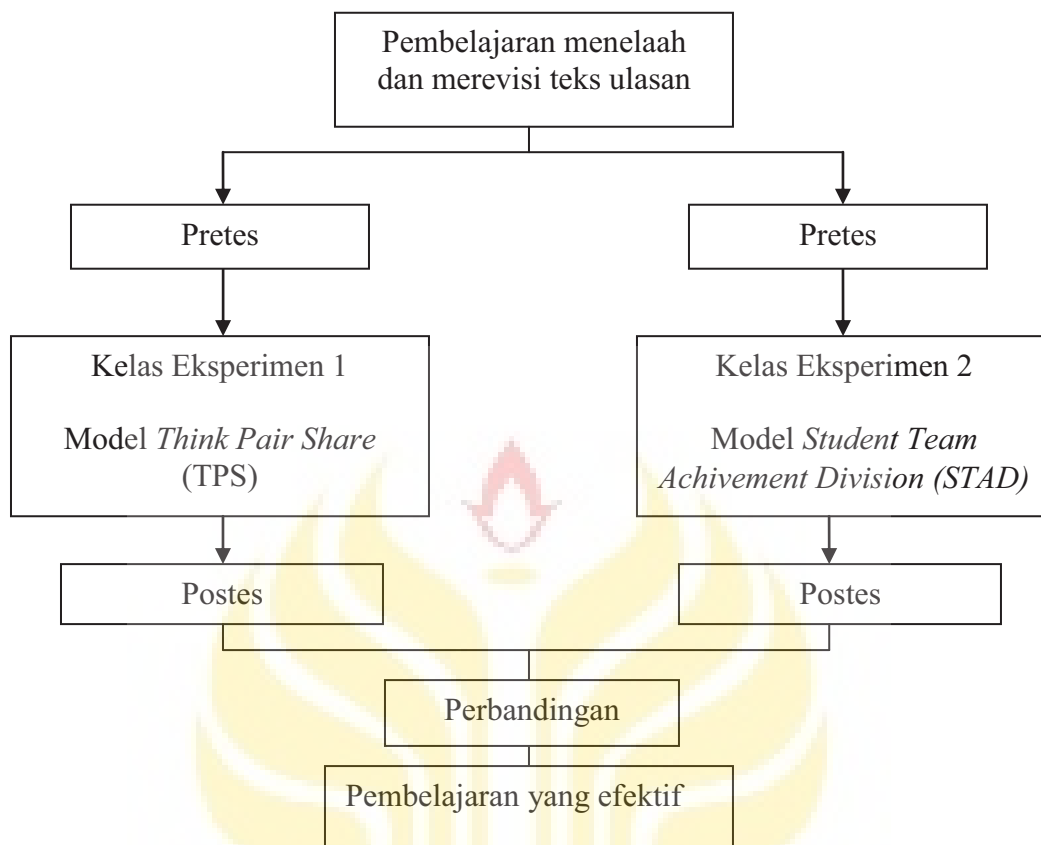 Pembelajaran menelaah
dan merevisi teks ulasan
Pretes
Pretes
Kelas Eksperimen 1
Model Think Pair Share
(TPS)
Kelas Eksperimen 2
Model Student Team
Achivement Division (STAD)
Postes
Postes
Perbandingan
Pembelajaran yang efektif